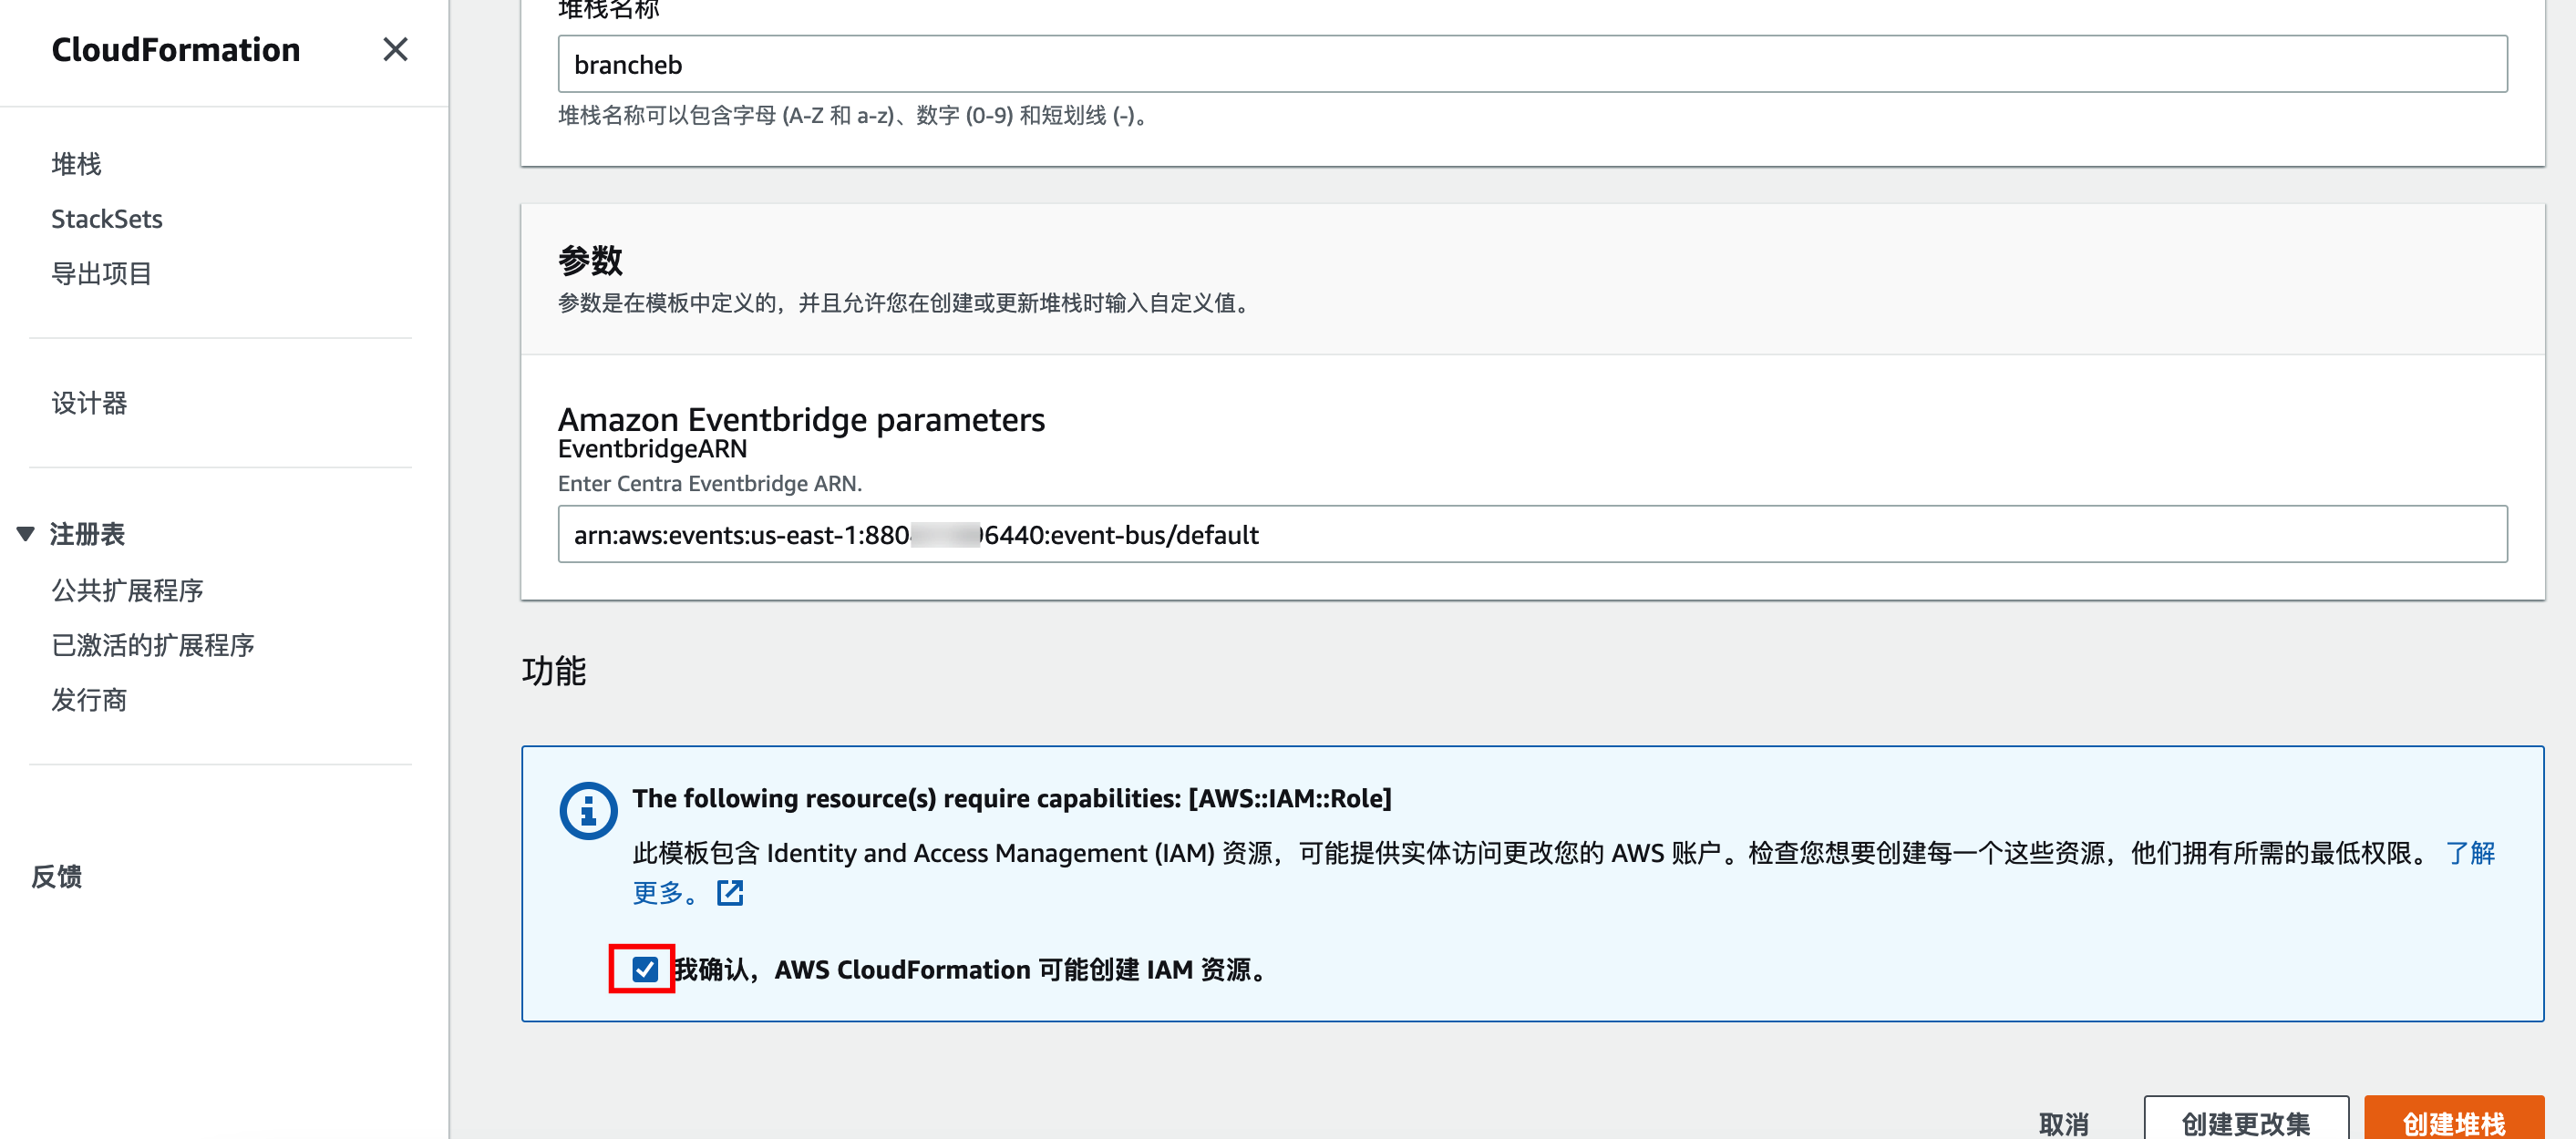 CloudFormation
堆栈
StackSets
导出项目
设计器
注册表
公共扩展程序
已激活的扩展程序
发行商
反馈
堆栈名称
brancheb
堆栈名称可以包含字母 (A-Z 和 a-z)、数字 (0-9) 和短划线 (-)。
参数
参数是在模板中定义的，并且允许您在创建或更新堆栈时输入自定义值。
Amazon Eventbridge parameters
EventbridgeARN
Enter Centra Eventbridge ARN.
arn:aws:events:us-east-1:880 6440:event-bus/default
功能
The following resource(s) require capabilities: [AWS::IAM::Role]
此模板包含 Identity and Access Management (IAM) 资源，可能提供实体访问更改您的 AWS 账户。检查您想要创建每一个这些资源，他们拥有所需的最低权限。 了解
更多。
我确认，AWS CloudFormation 可能创建 IAM 资源。
取消
创建更改集
创建堆栈